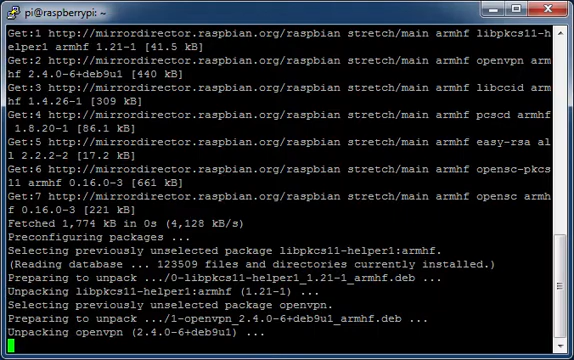 pi@raspberrypi: ~
Get:1 http://mirrordirector.raspbian.org/raspbian stretch/main armhf libpkcs11-h
elper1 armhf 1.21-1 [41.5 kB]
Get:2 http://mirrordirector.raspbian.org/raspbian stretch/main armhf openvpn arm
hf 2.4.0-6+deb9u1 [440 kB]
Get:3 http://mirrordirector.raspbian.org/raspbian stretch/main armhf libccid arm
hf 1.4.26-1 [309 kB]
Get:4 http://mirrordirector.raspbian.org/raspbian stretch/main armhf pcscd armhf
 1.8.20-1 [86.1 kB]
Get:5 http://mirrordirector.raspbian.org/raspbian stretch/main armhf easy-rsa al
l 2.2.2-2 [17.2 kB]
Get:6 http://mirrordirector.raspbian.org/raspbian stretch/main armhf opensc-pkcs
11 armhf 0.16.0-3 [661 kB]
Get:7 http://mirrordirector.raspbian.org/raspbian stretch/main armhf opensc armh
f 0.16.0-3 [221 kB]
Fetched 1,774 kB in 0s (4,128 kB/s)
Preconfiguring packages ...
Selecting previously unselected package libpkcs11-helper1:armhf.
(Reading database ... 123509 files and directories currently installed.)
Preparing to unpack .../0-libpkcs11-helper1_1.21-1_armhf.deb ...
Unpacking libpkcs11-helper1:armhf (1.21-1) ...
Selecting previously unselected package openvpn.
Preparing to unpack .../1-openvpn_2.4.0-6+deb9u1_armhf.deb ...
Unpacking openvpn (2.4.0-6+deb9u1) ...